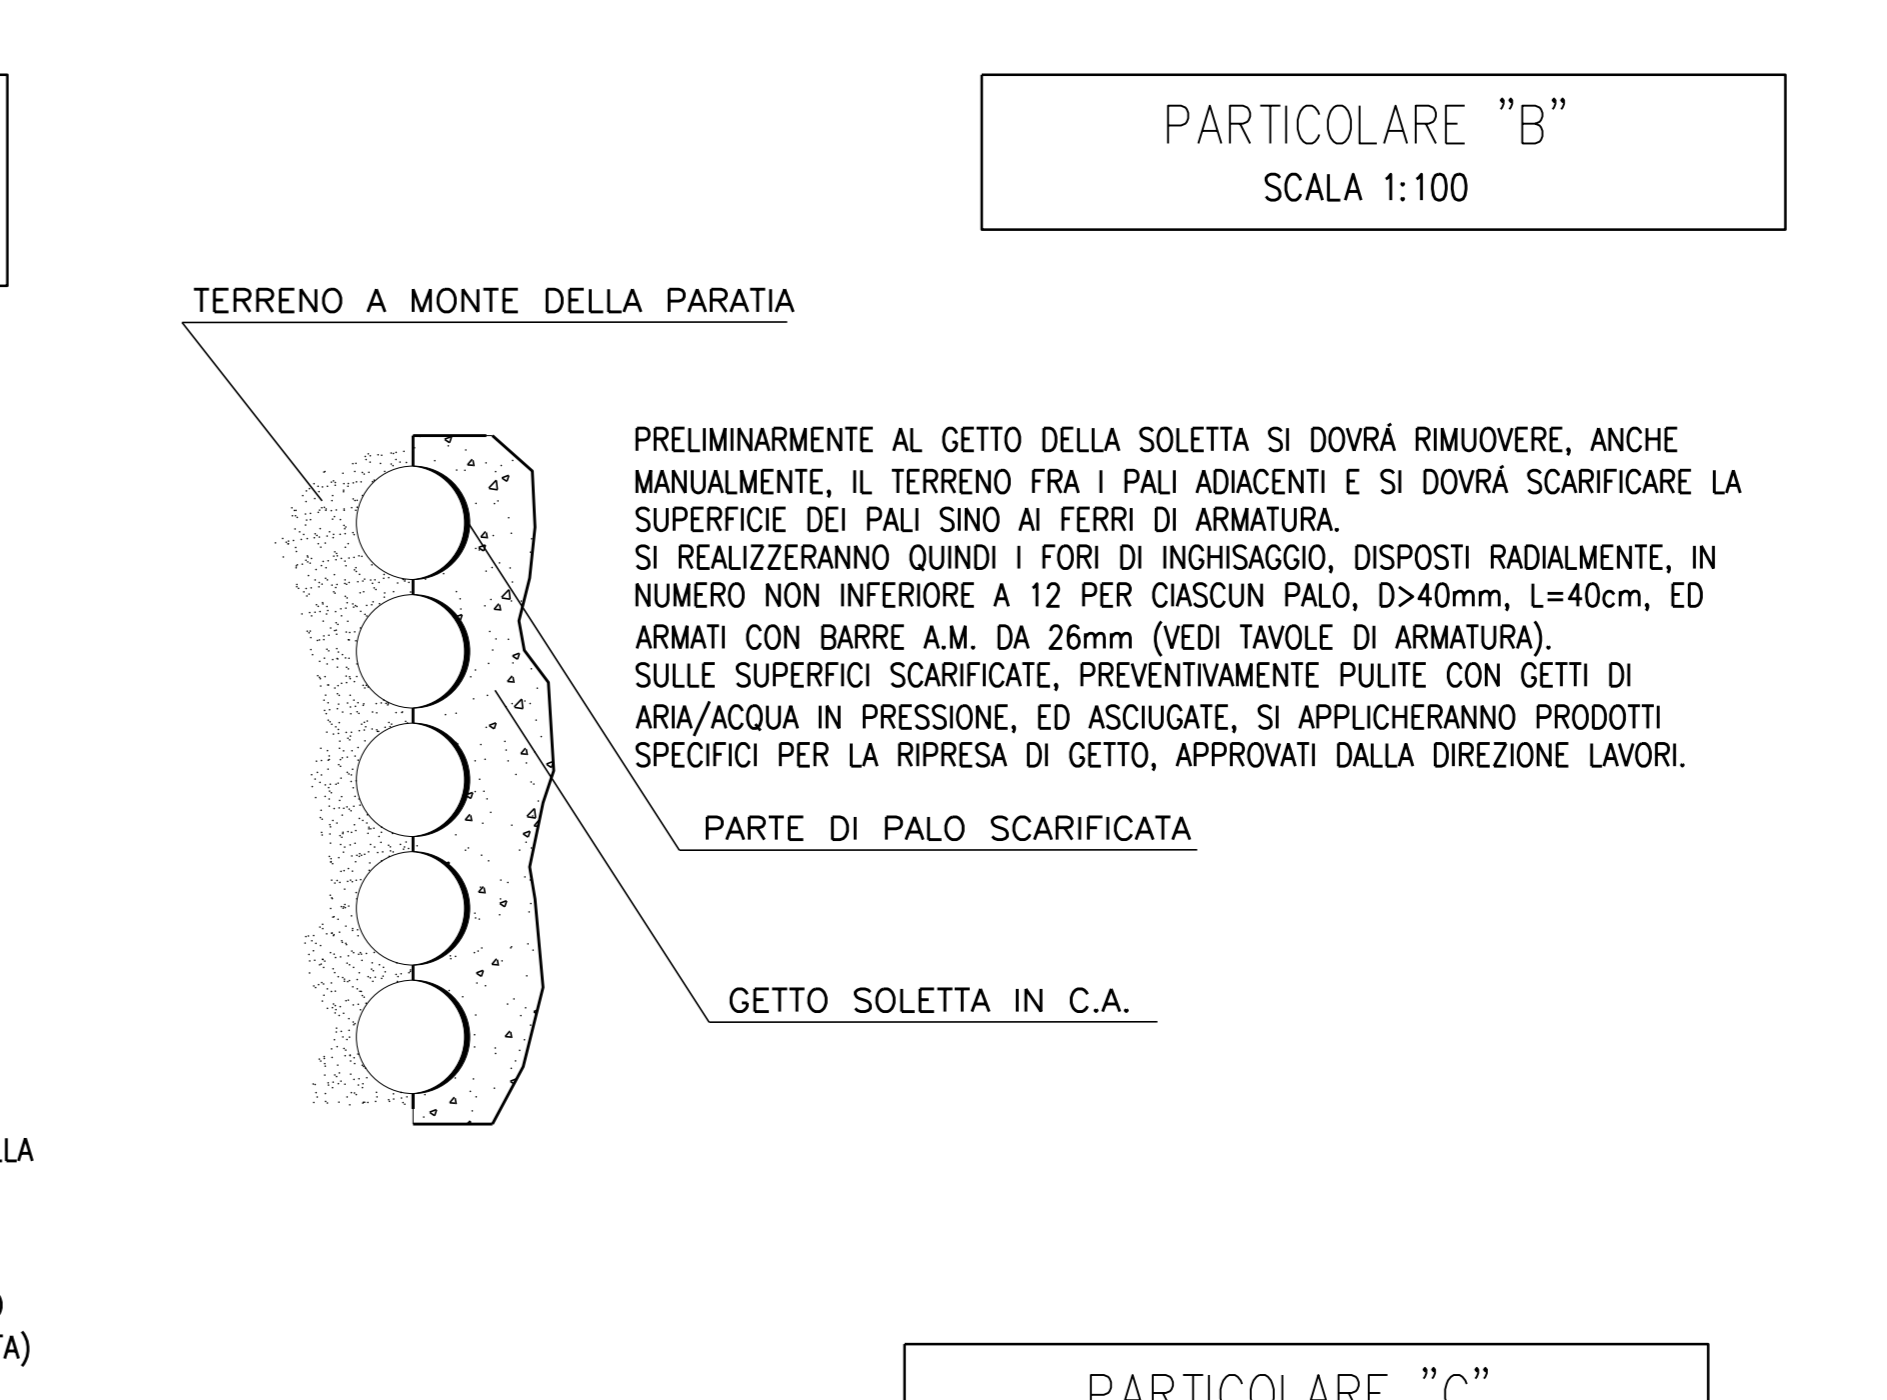 PARTICOLARE "B"
SCALA 1:100
TERRENO A MONTE DELLA PARATIA
PRELIMINARMENTE AL GETTO DELLA SOLETTA SI DOVRÁ RIMUOVERE, ANCHE
MANUALMENTE, IL TERRENO FRA I PALI ADIACENTI E SI DOVRÁ SCARIFICARE LA
SUPERFICIE DEI PALI SINO AI FERRI DI ARMATURA.
SI REALIZZERANNO QUINDI I FORI DI INGHISAGGIO, DISPOSTI RADIALMENTE, IN
NUMERO NON INFERIORE A 12 PER CIASCUN PALO, D>40mm, L=40cm, ED
ARMATI CON BARRE A.M. DA 26mm (VEDI TAVOLE DI ARMATURA).
SULLE SUPERFICI SCARIFICATE, PREVENTIVAMENTE PULITE CON GETTI DI
ARIA/ACQUA IN PRESSIONE, ED ASCIUGATE, SI APPLICHERANNO PRODOTTI
SPECIFICI PER LA RIPRESA DI GETTO, APPROVATI DALLA DIREZIONE LAVORI.
PARTE DI PALO SCARIFICATA
GETTO SOLETTA IN C.A.
PARTICOLARE "C"